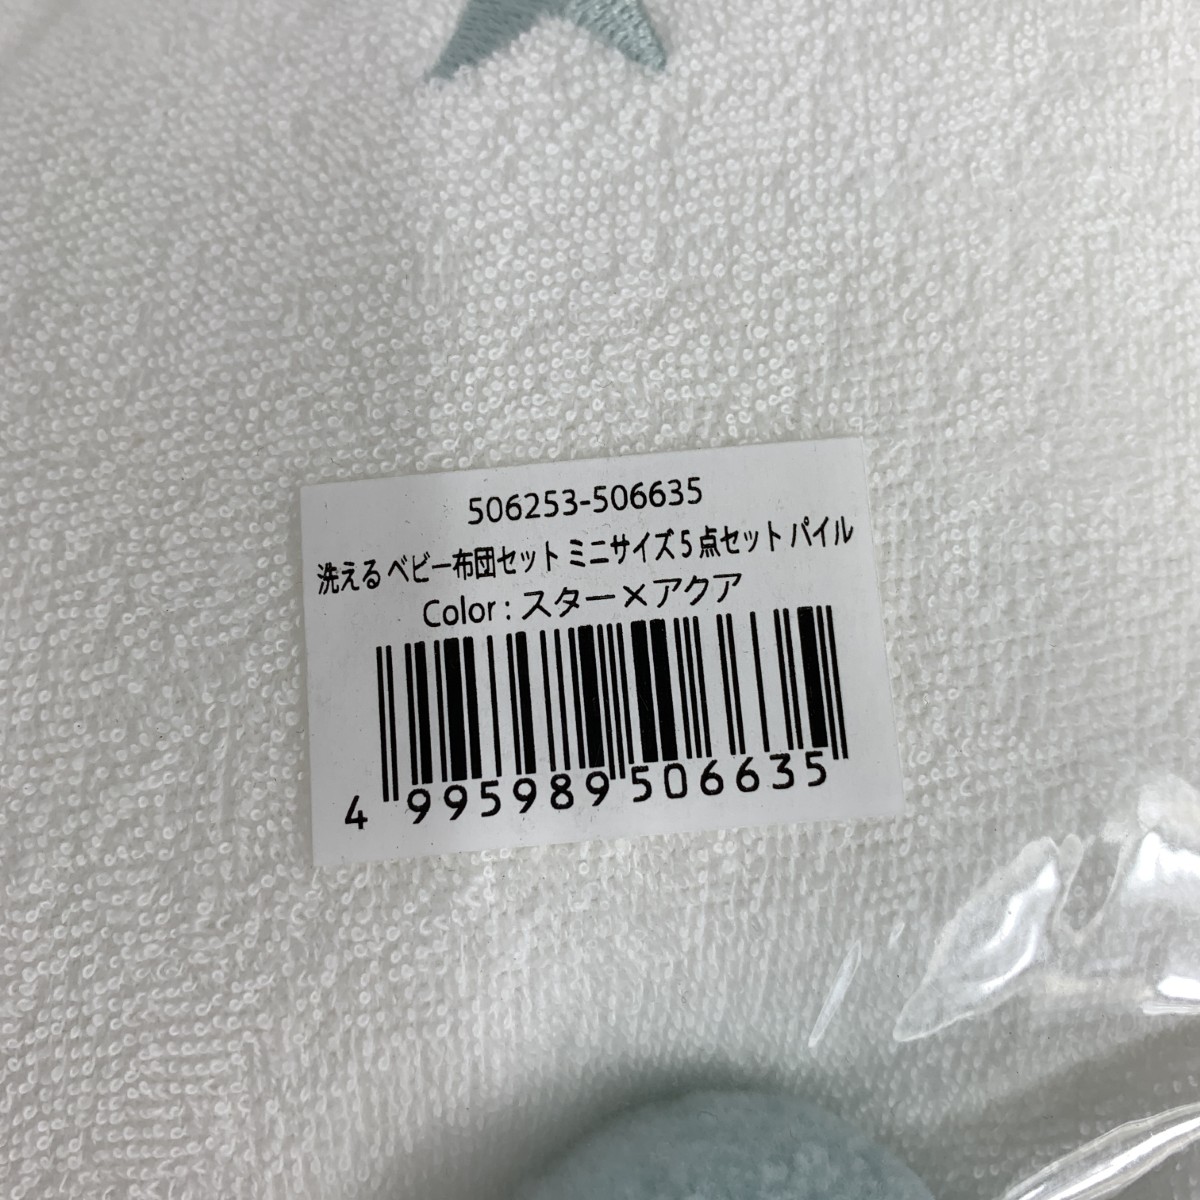 506253-506635
洗える ベビー布団セット ミニサイズ 5 点セット パイル
Color : スター×アクア
4 995989 506635